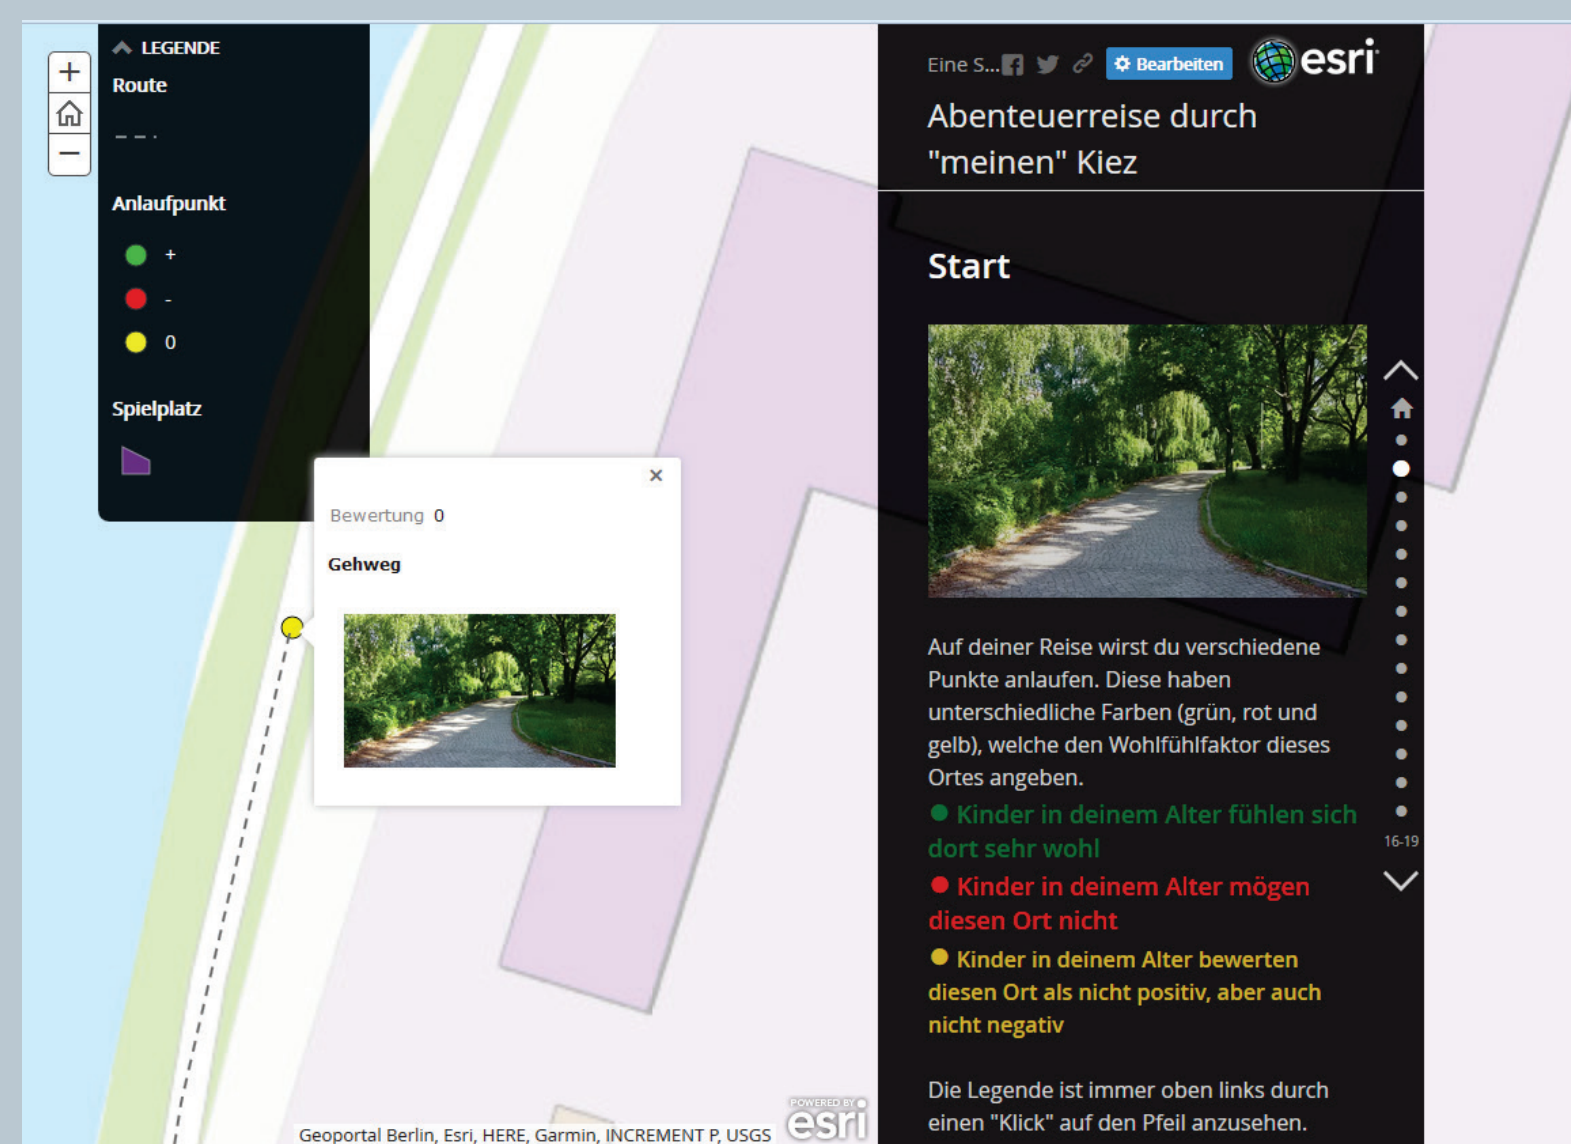 +
−
LEGENDE
Route
Anlaufpunkt
+
-
0
Spielplatz
×
Bewertung 0
Gehweg
Geoportal Berlin, Esri, HERE, Garmin, INCREMENT P, USGS
POWERED BY
esri
Eine S...
Bearbeiten
esri
Abenteuerreise durch
"meinen" Kiez
Start
Auf deiner Reise wirst du verschiedene
Punkte anlaufen. Diese haben
unterschiedliche Farben (grün, rot und
gelb), welche den Wohlfühlfaktor dieses
Ortes angeben.
● Kinder in deinem Alter fühlen sich
dort sehr wohl
● Kinder in deinem Alter mögen
diesen Ort nicht
● Kinder in deinem Alter bewerten
diesen Ort als nicht positiv, aber auch
nicht negativ
Die Legende ist immer oben links durch
einen "Klick" auf den Pfeil anzusehen.
16-19